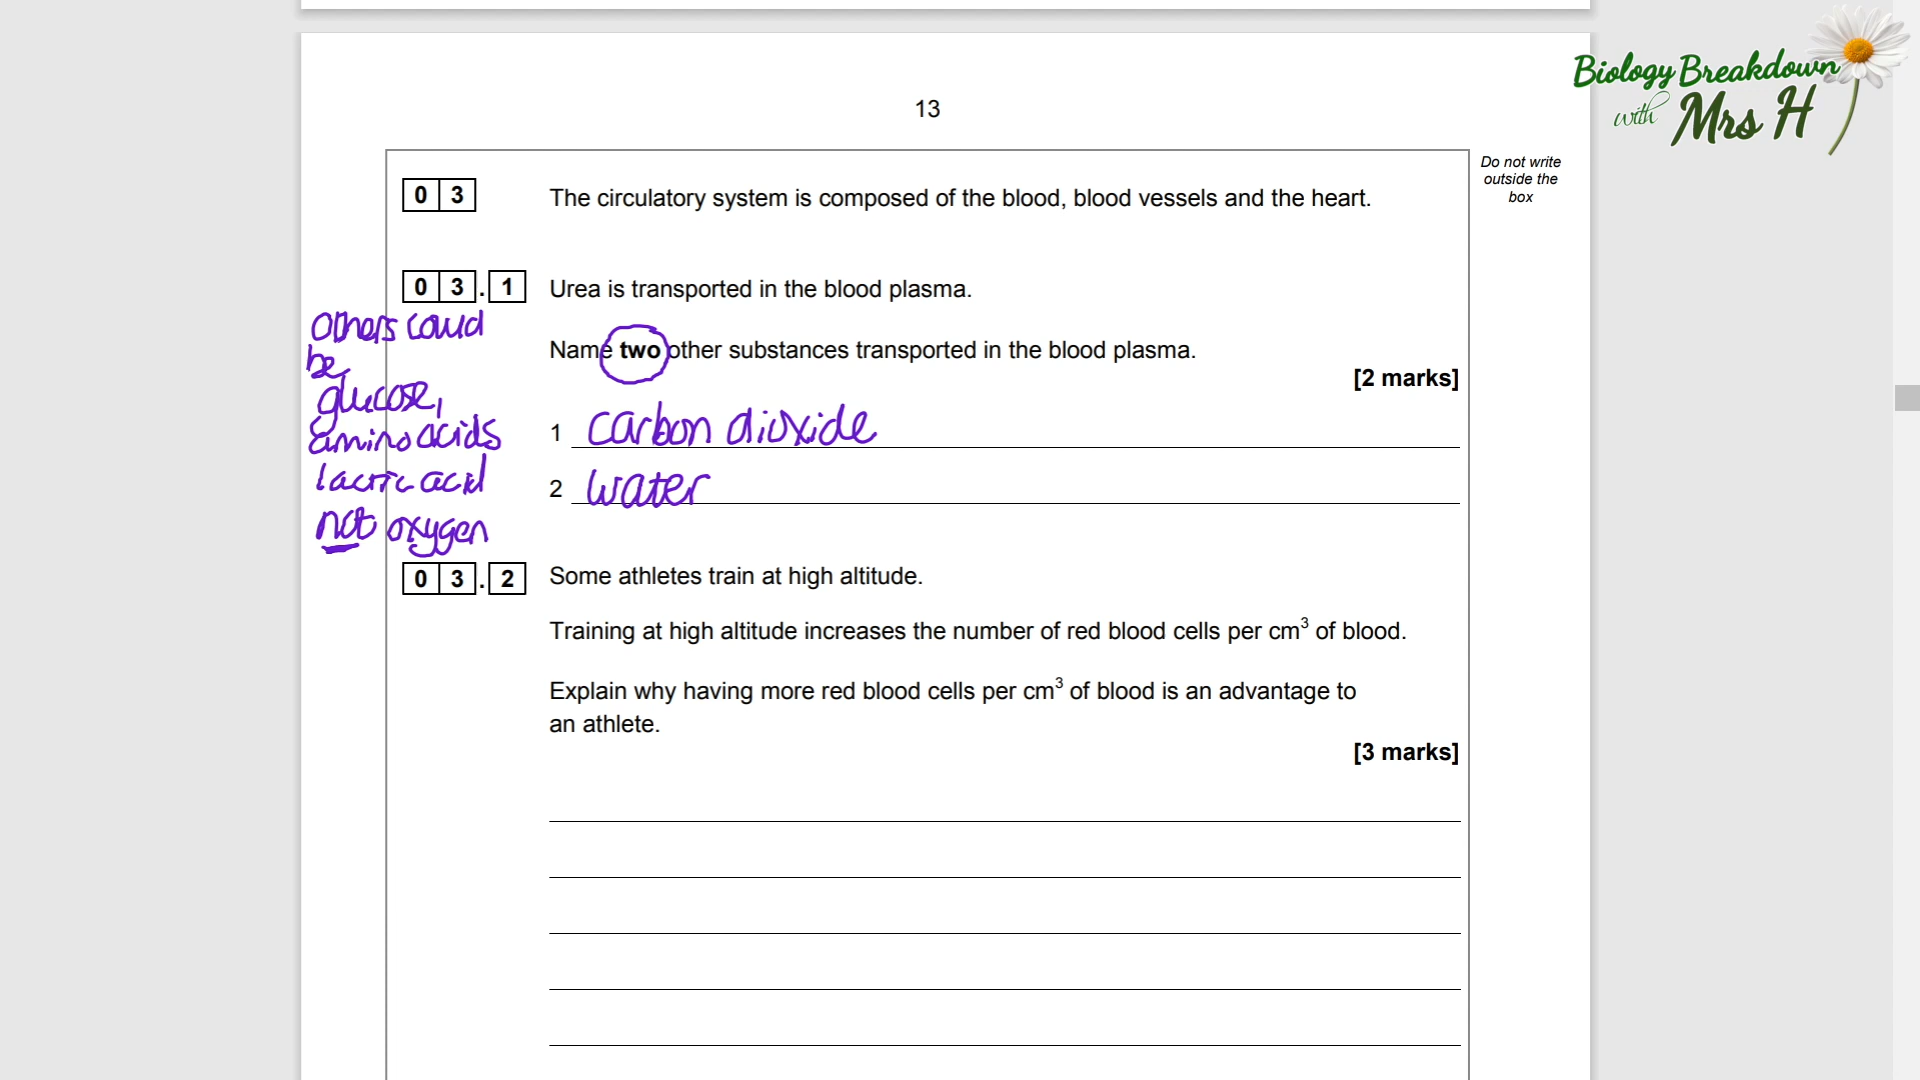 Biology Breakdown
with Mrs H
13
Do not write
outside the
box
0 3 The circulatory system is composed of the blood, blood vessels and the heart.
0 3 . 1 Urea is transported in the blood plasma.
others could
be
glucose,
amino acids
lactic acid
not oxygen
Name two other substances transported in the blood plasma.
[2 marks]
1 carbon dioxide
2 water
0 3 . 2 Some athletes train at high altitude.
Training at high altitude increases the number of red blood cells per cm³ of blood.
Explain why having more red blood cells per cm³ of blood is an advantage to
an athlete.
[3 marks]